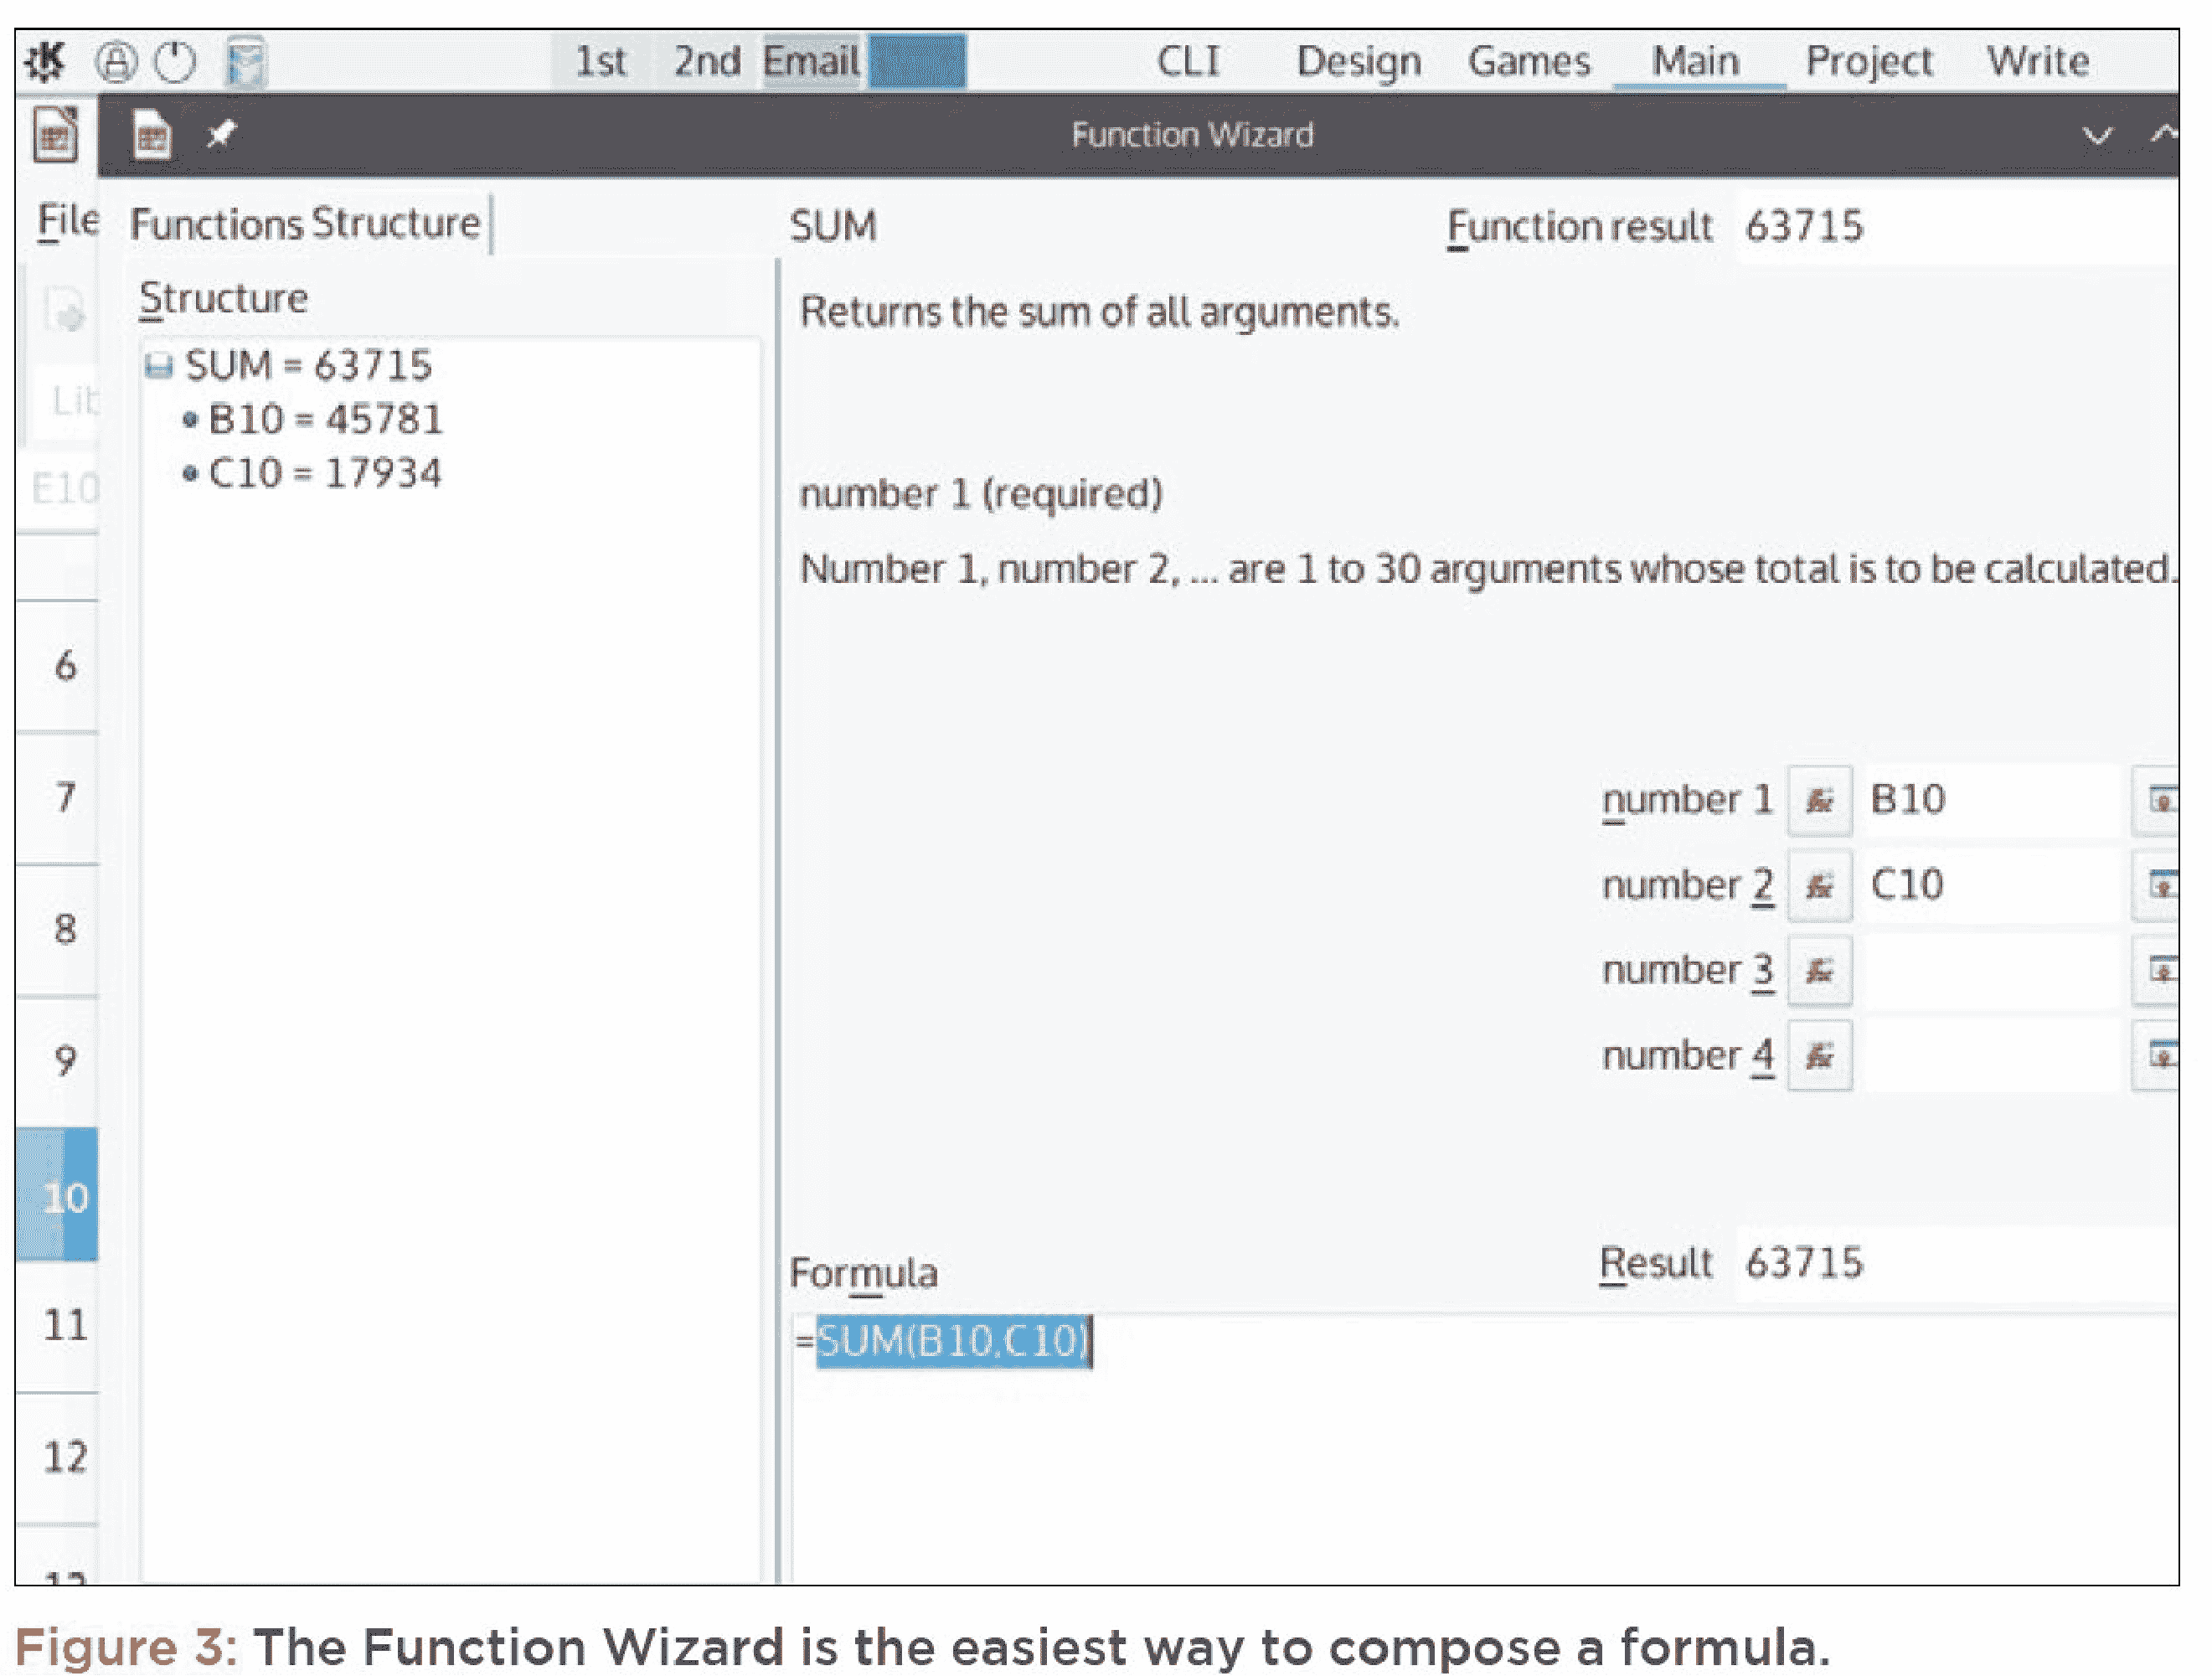 1st 2nd Email CLI Design Games Main Project Write
Function Wizard
File
Functions Structure
SUM
Function result 63715
Structure
Returns the sum of all arguments.
SUM = 63715
B10 = 45781
C10 = 17934
Lib
E10
number 1 (required)
Number 1, number 2, ... are 1 to 30 arguments whose total is to be calculated.
6
7
8
9
10
11
12
number 1 B10
number 2 C10
number 3
number 4
Formula
Result 63715
=SUM(B10,C10)
Figure 3: The Function Wizard is the easiest way to compose a formula.